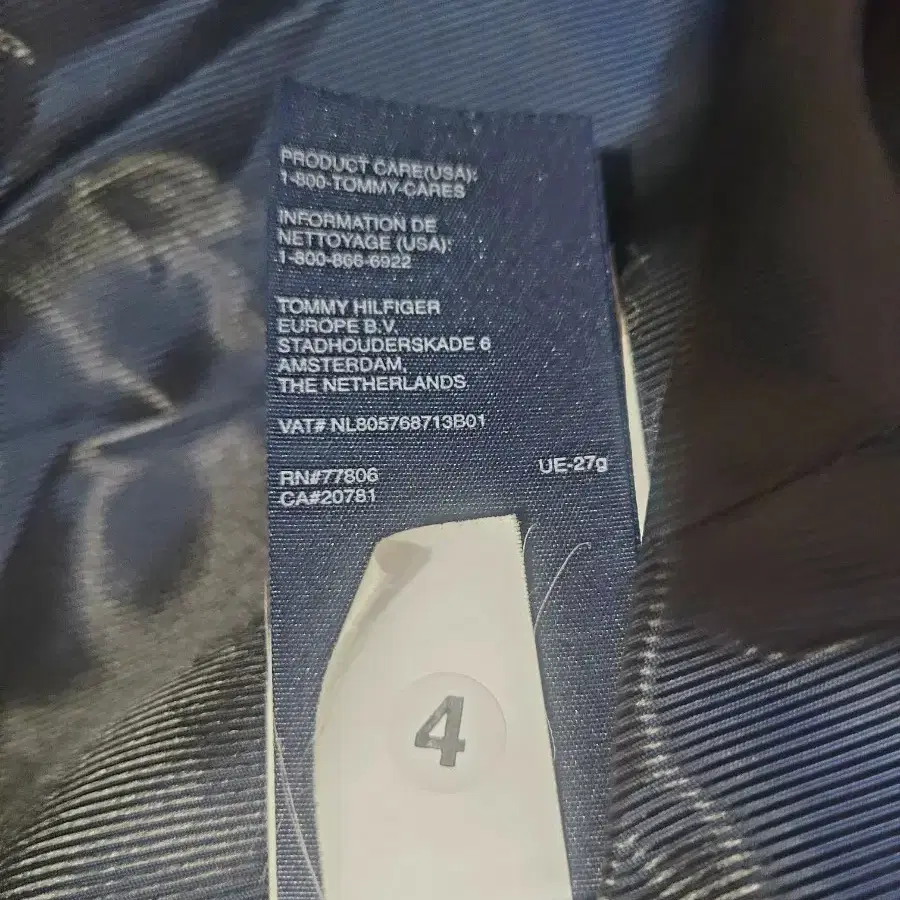 PRODUCT CARE(USA):
1-800-TOMMY-CARES
INFORMATION DE
NETTOYAGE (USA):
1-800-866-6922
TOMMY HILFIGER
EUROPE B.V.
STADHOUDERSKADE 6
AMSTERDAM,
THE NETHERLANDS
VAT# NL805768713B01
RN#77806 UE-27g
CA#20781
4